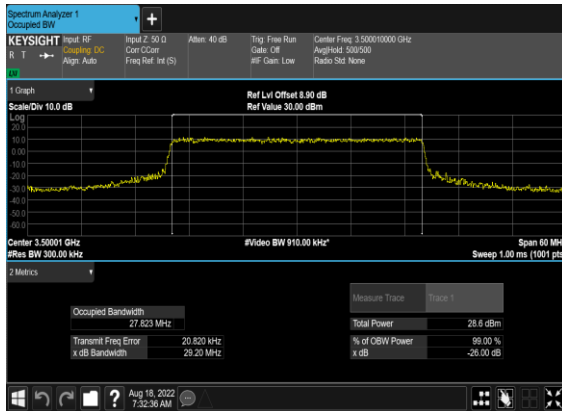 Spectrum Analyzer 1
Occupied BW
KEYSIGHT Input: RF Input Z: 50 Ω Atten: 40 dB Trig: Free Run Center Freq: 3.500010000 GHz
R T Coupling: DC Corr CCorr Gate: Off Avg|Hold: 500/500
Align: Auto Freq Ref: Int (S) #IF Gain: Low Radio Std: None
1 Graph
Scale/Div 10.0 dB Ref Lvl Offset 8.90 dB
Ref Value 30.00 dBm
Log
20.0
10.0
0.00
-10.0
-20.0
-30.0
-40.0
-50.0
-60.0
Center 3.50001 GHz #Video BW 910.00 kHz* Span 60 MH
#Res BW 300.00 kHz Sweep 1.00 ms (1001 pts
2 Metrics
Measure Trace Trace 1
Occupied Bandwidth
27.823 MHz Total Power 28.6 dBm
Transmit Freq Error 20.820 kHz % of OBW Power 99.00 %
x dB Bandwidth 29.20 MHz x dB -26.00 dB
? Aug 18, 2022
7:32:36 AM